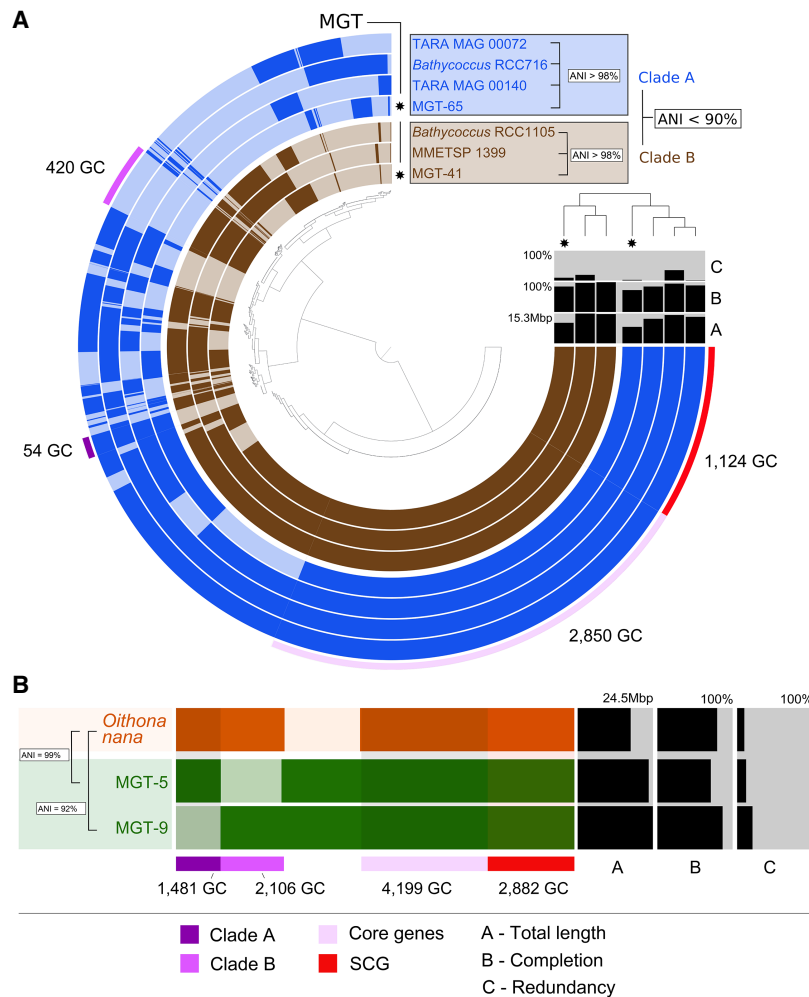 A
MGT
TARA MAG 00072
Bathycoccus RCC716
TARA MAG 00140
MGT-65
ANI > 98%
Clade A
ANI < 90%
Bathycoccus RCC1105
MMETSP 1399
MGT-41
ANI > 98%
Clade B
420 GC
100%
C
100%
B
15.3Mbp
A
54 GC
1,124 GC
2,850 GC
B
24.5Mbp
100%
100%
Oithona
nana
ANI = 99%
MGT-5
ANI = 92%
MGT-9
A
B
C
1,481 GC
2,106 GC
4,199 GC
2,882 GC
Clade A
Core genes
A - Total length
Clade B
SCG
B - Completion
C - Redundancy